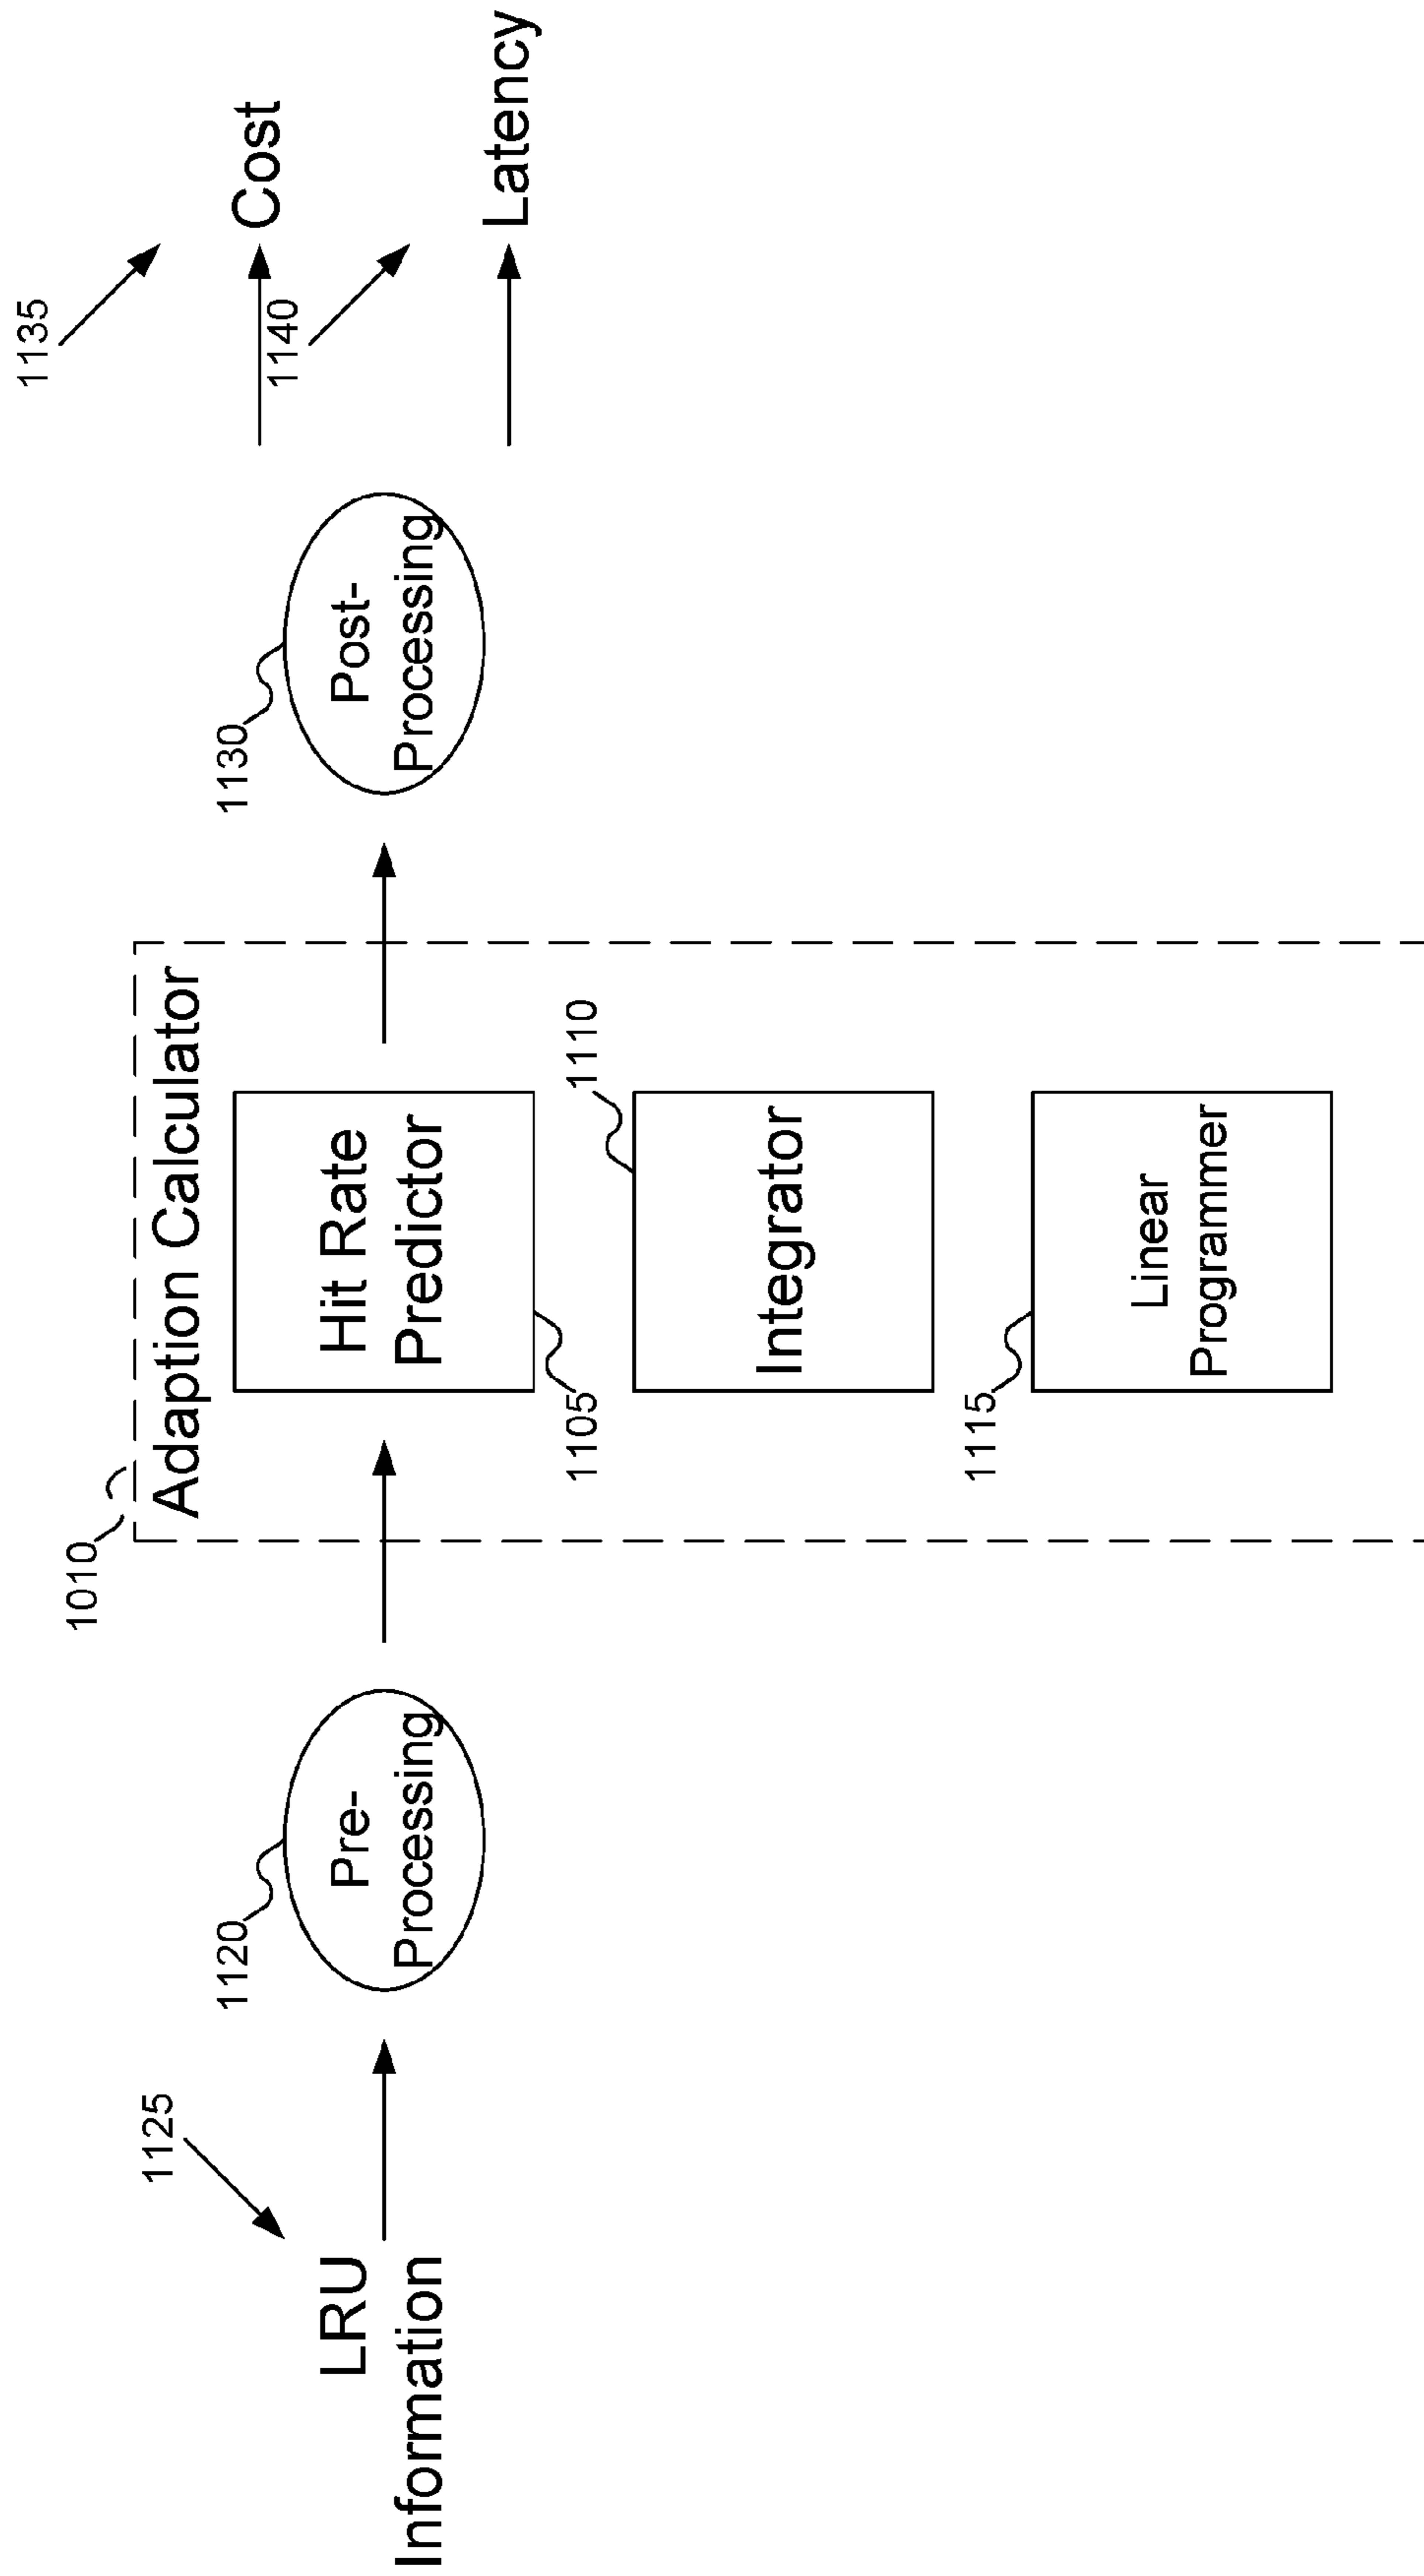 1125
LRU
Information
1120
Pre-
Processing
1010
Adaption Calculator
Hit Rate
Predictor
1105
1110
Integrator
1115
Linear
Programmer
1130
Post-
Processing
1135
Cost
1140
Latency